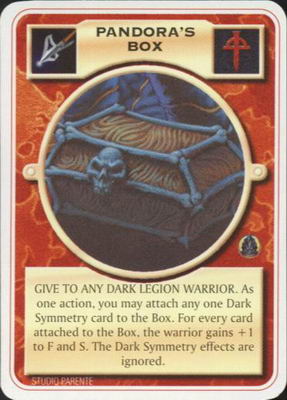 PANDORA'S
BOX
GIVE TO ANY DARK LEGION WARRIOR. As
one action, you may attach any one Dark
Symmetry card to the Box. For every card
attached to the Box, the warrior gains +1
to F and S. The Dark Symmetry effects are
ignored.
STUDIO PARENTE